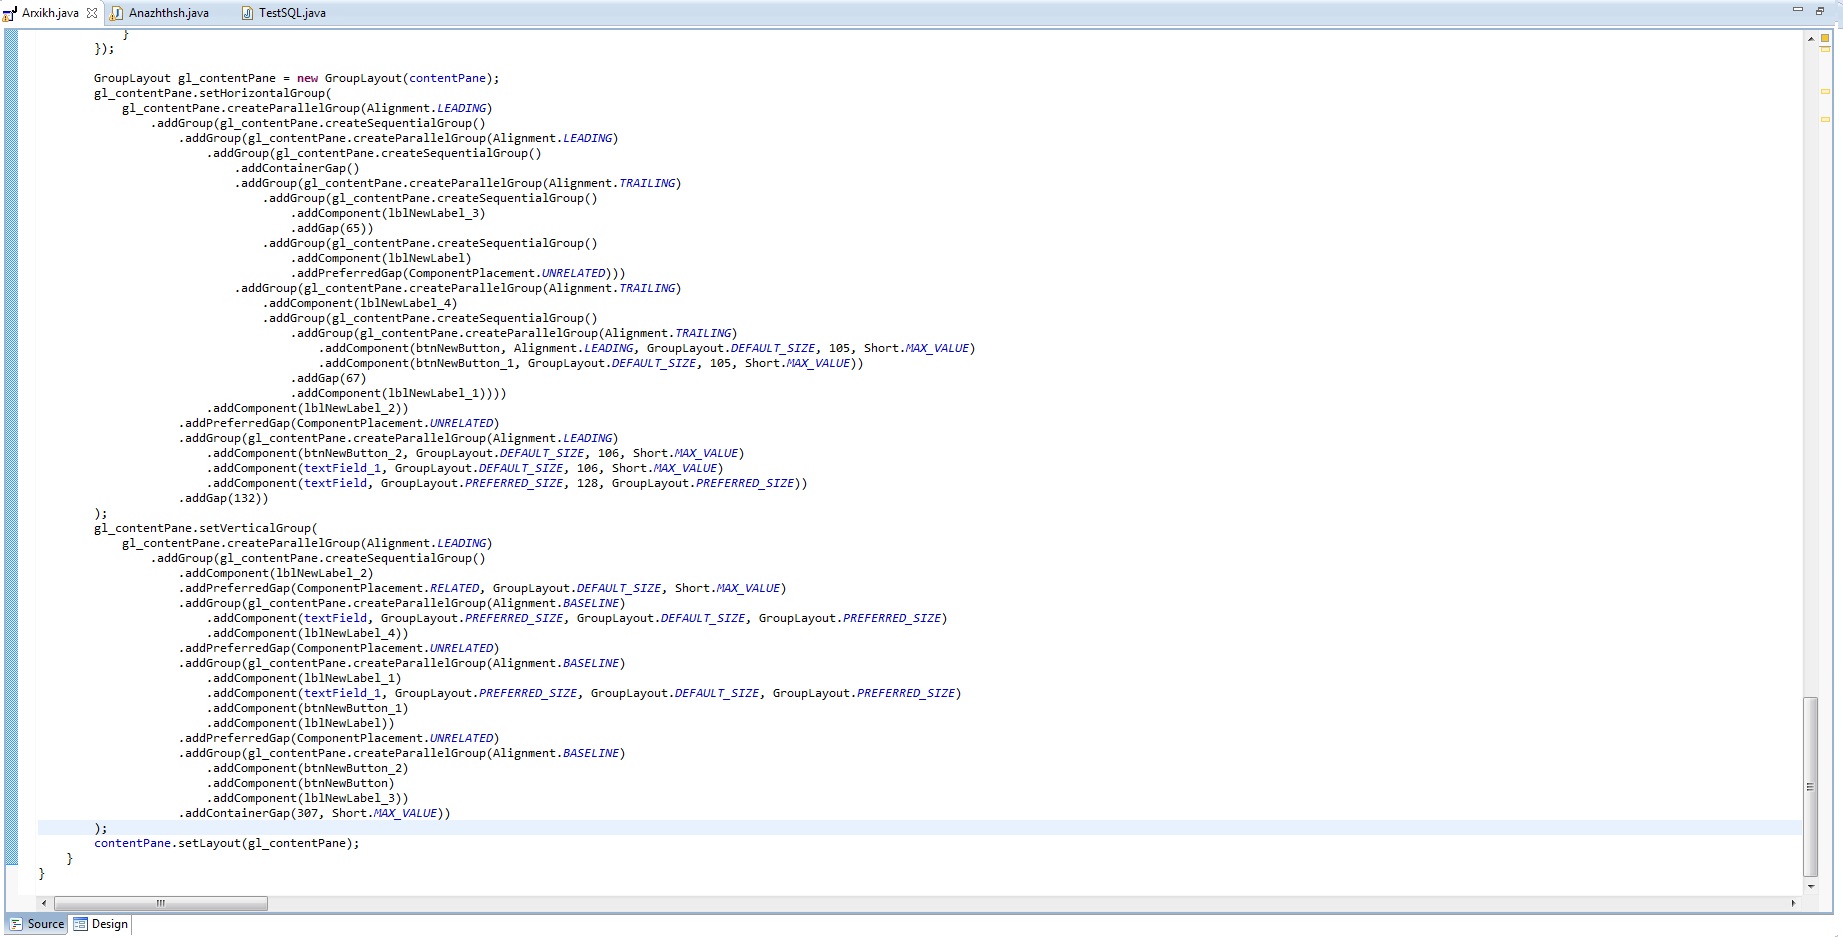 Arxikh.java Anazhthsh.java TestSQL.java
}
});
GroupLayout gl_contentPane = new GroupLayout(contentPane);
gl_contentPane.setHorizontalGroup(
gl_contentPane.createParallelGroup(Alignment.LEADING)
.addGroup(gl_contentPane.createSequentialGroup()
.addGroup(gl_contentPane.createParallelGroup(Alignment.LEADING)
.addGroup(gl_contentPane.createSequentialGroup()
.addContainerGap()
.addGroup(gl_contentPane.createParallelGroup(Alignment.TRAILING)
.addGroup(gl_contentPane.createSequentialGroup()
.addComponent(lblNewLabel_3)
.addGap(65))
.addGroup(gl_contentPane.createSequentialGroup()
.addComponent(lblNewLabel)
.addPreferredGap(ComponentPlacement.UNRELATED)))
.addGroup(gl_contentPane.createParallelGroup(Alignment.TRAILING)
.addComponent(lblNewLabel_4)
.addGroup(gl_contentPane.createSequentialGroup()
.addGroup(gl_contentPane.createParallelGroup(Alignment.TRAILING)
.addComponent(btnNewButton, Alignment.LEADING, GroupLayout.DEFAULT_SIZE, 105, Short.MAX_VALUE)
.addComponent(btnNewButton_1, GroupLayout.DEFAULT_SIZE, 105, Short.MAX_VALUE))
.addGap(67)
.addComponent(lblNewLabel_1))))
.addComponent(lblNewLabel_2))
.addPreferredGap(ComponentPlacement.UNRELATED)
.addGroup(gl_contentPane.createParallelGroup(Alignment.LEADING)
.addComponent(btnNewButton_2, GroupLayout.DEFAULT_SIZE, 106, Short.MAX_VALUE)
.addComponent(textField_1, GroupLayout.DEFAULT_SIZE, 106, Short.MAX_VALUE)
.addComponent(textField, GroupLayout.PREFERRED_SIZE, 128, GroupLayout.PREFERRED_SIZE))
.addGap(132))
);
gl_contentPane.setVerticalGroup(
gl_contentPane.createParallelGroup(Alignment.LEADING)
.addGroup(gl_contentPane.createSequentialGroup()
.addComponent(lblNewLabel_2)
.addPreferredGap(ComponentPlacement.RELATED, GroupLayout.DEFAULT_SIZE, Short.MAX_VALUE)
.addGroup(gl_contentPane.createParallelGroup(Alignment.BASELINE)
.addComponent(textField, GroupLayout.PREFERRED_SIZE, GroupLayout.DEFAULT_SIZE, GroupLayout.PREFERRED_SIZE)
.addComponent(lblNewLabel_4))
.addPreferredGap(ComponentPlacement.UNRELATED)
.addGroup(gl_contentPane.createParallelGroup(Alignment.BASELINE)
.addComponent(lblNewLabel_1)
.addComponent(textField_1, GroupLayout.PREFERRED_SIZE, GroupLayout.DEFAULT_SIZE, GroupLayout.PREFERRED_SIZE)
.addComponent(btnNewButton_1)
.addComponent(lblNewLabel))
.addPreferredGap(ComponentPlacement.UNRELATED)
.addGroup(gl_contentPane.createParallelGroup(Alignment.BASELINE)
.addComponent(btnNewButton_2)
.addComponent(btnNewButton)
.addComponent(lblNewLabel_3))
.addContainerGap(307, Short.MAX_VALUE))
);
contentPane.setLayout(gl_contentPane);
}
}
Source Design